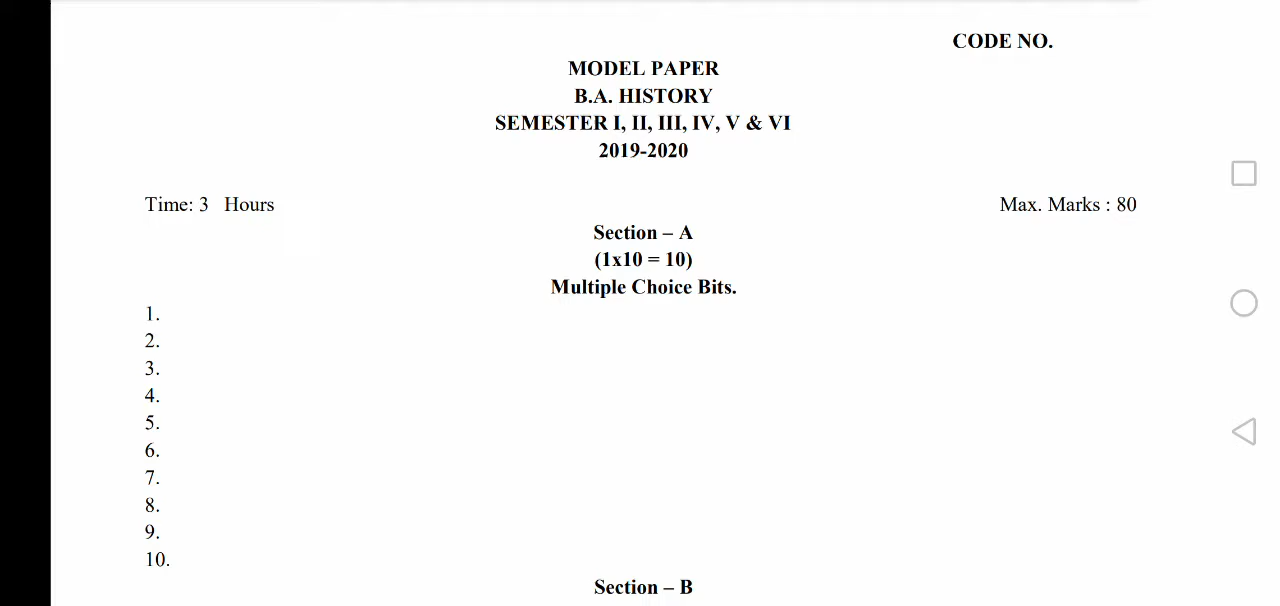 CODE NO.
MODEL PAPER
B.A. HISTORY
SEMESTER I, II, III, IV, V & VI
2019-2020
Time: 3 Hours Max. Marks : 80
Section – A
(1x10 = 10)
Multiple Choice Bits.
1.
2.
3.
4.
5.
6.
7.
8.
9.
10.
Section – B